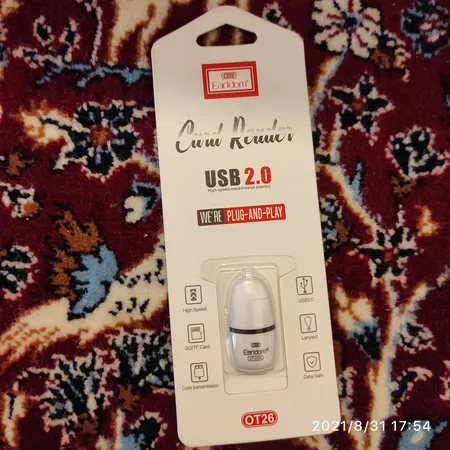 Earldom®
Card Reader
USB 2.0
High-speed transmission stability
WE'RE PLUG-AND-PLAY
High Speed
USB2.0
SD/TF Card
Lanyard
Data transmission
Data Safe
Earldom®
OT26
2021/8/31 17:54